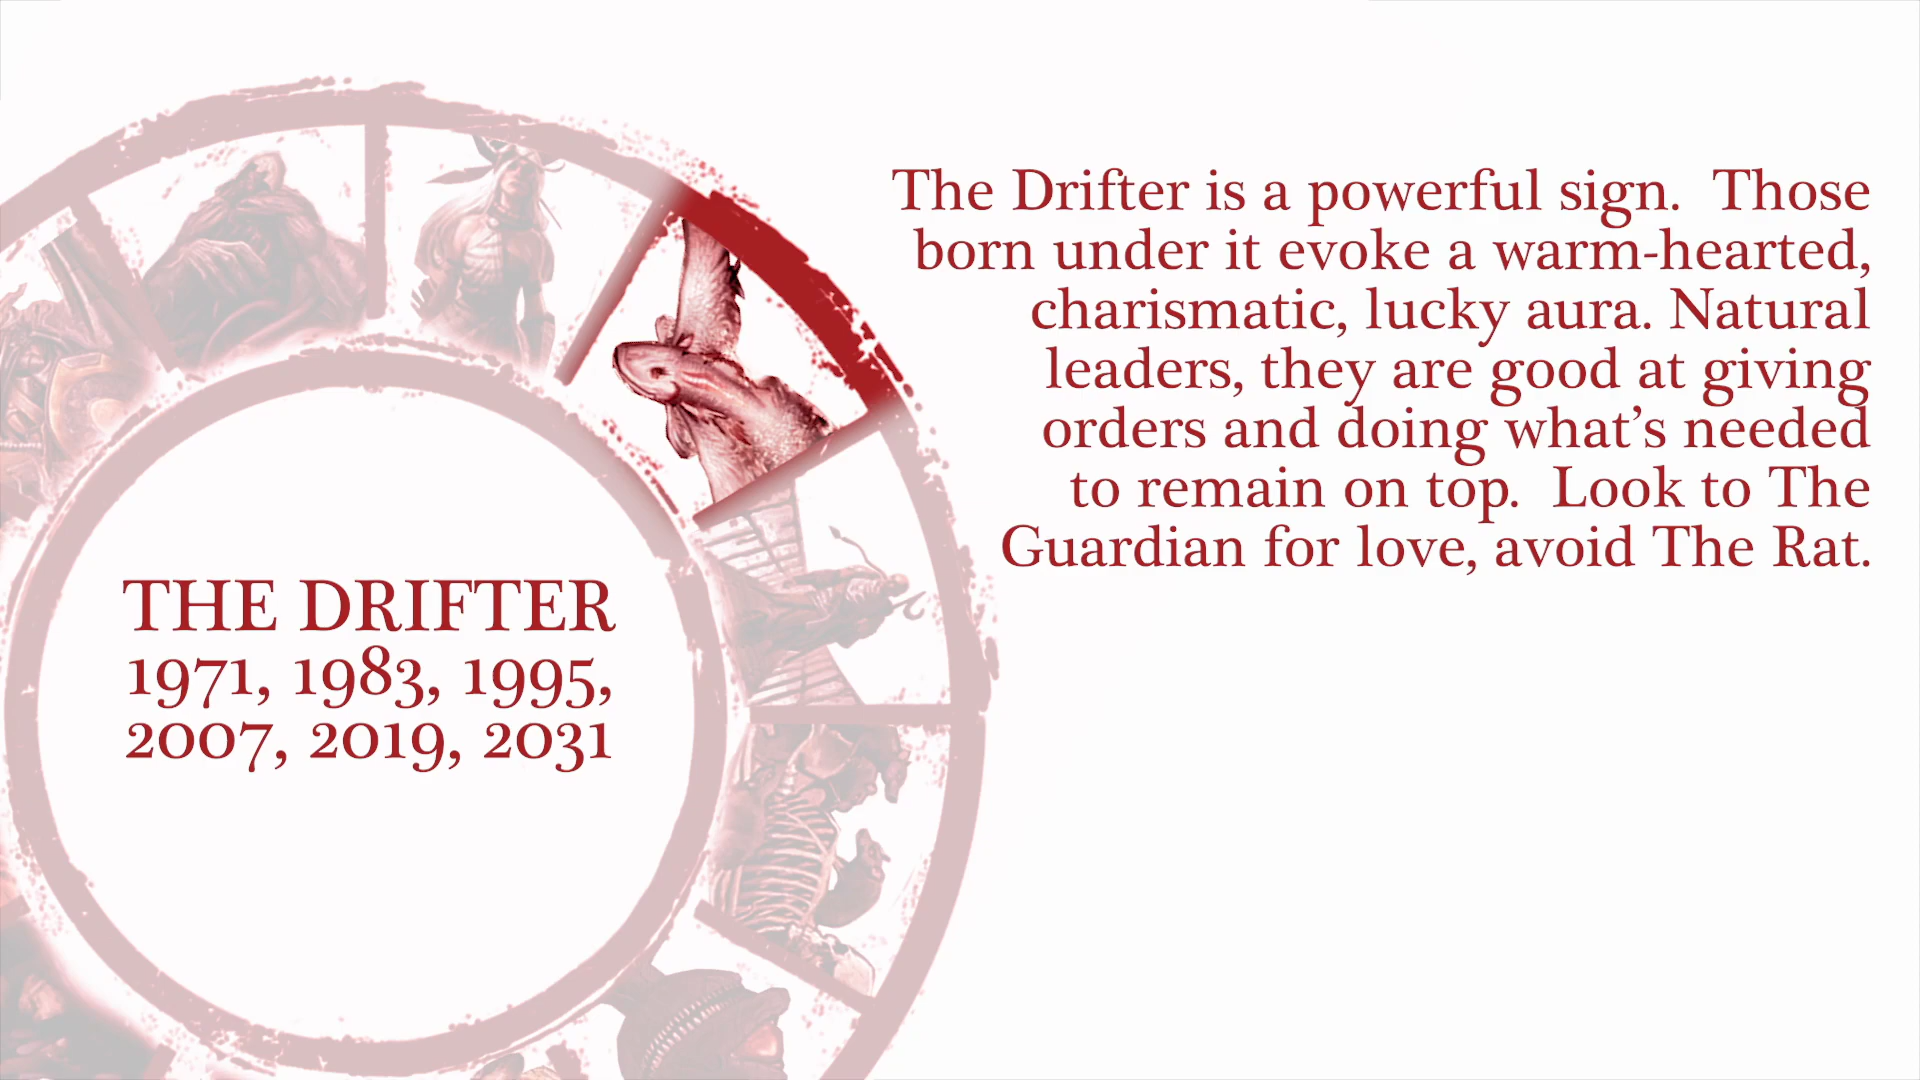 THE DRIFTER
1971, 1983, 1995,
2007, 2019, 2031
The Drifter is a powerful sign.  Those
born under it evoke a warm-hearted,
charismatic, lucky aura. Natural
leaders, they are good at giving
orders and doing what’s needed
to remain on top.  Look to The
Guardian for love, avoid The Rat.